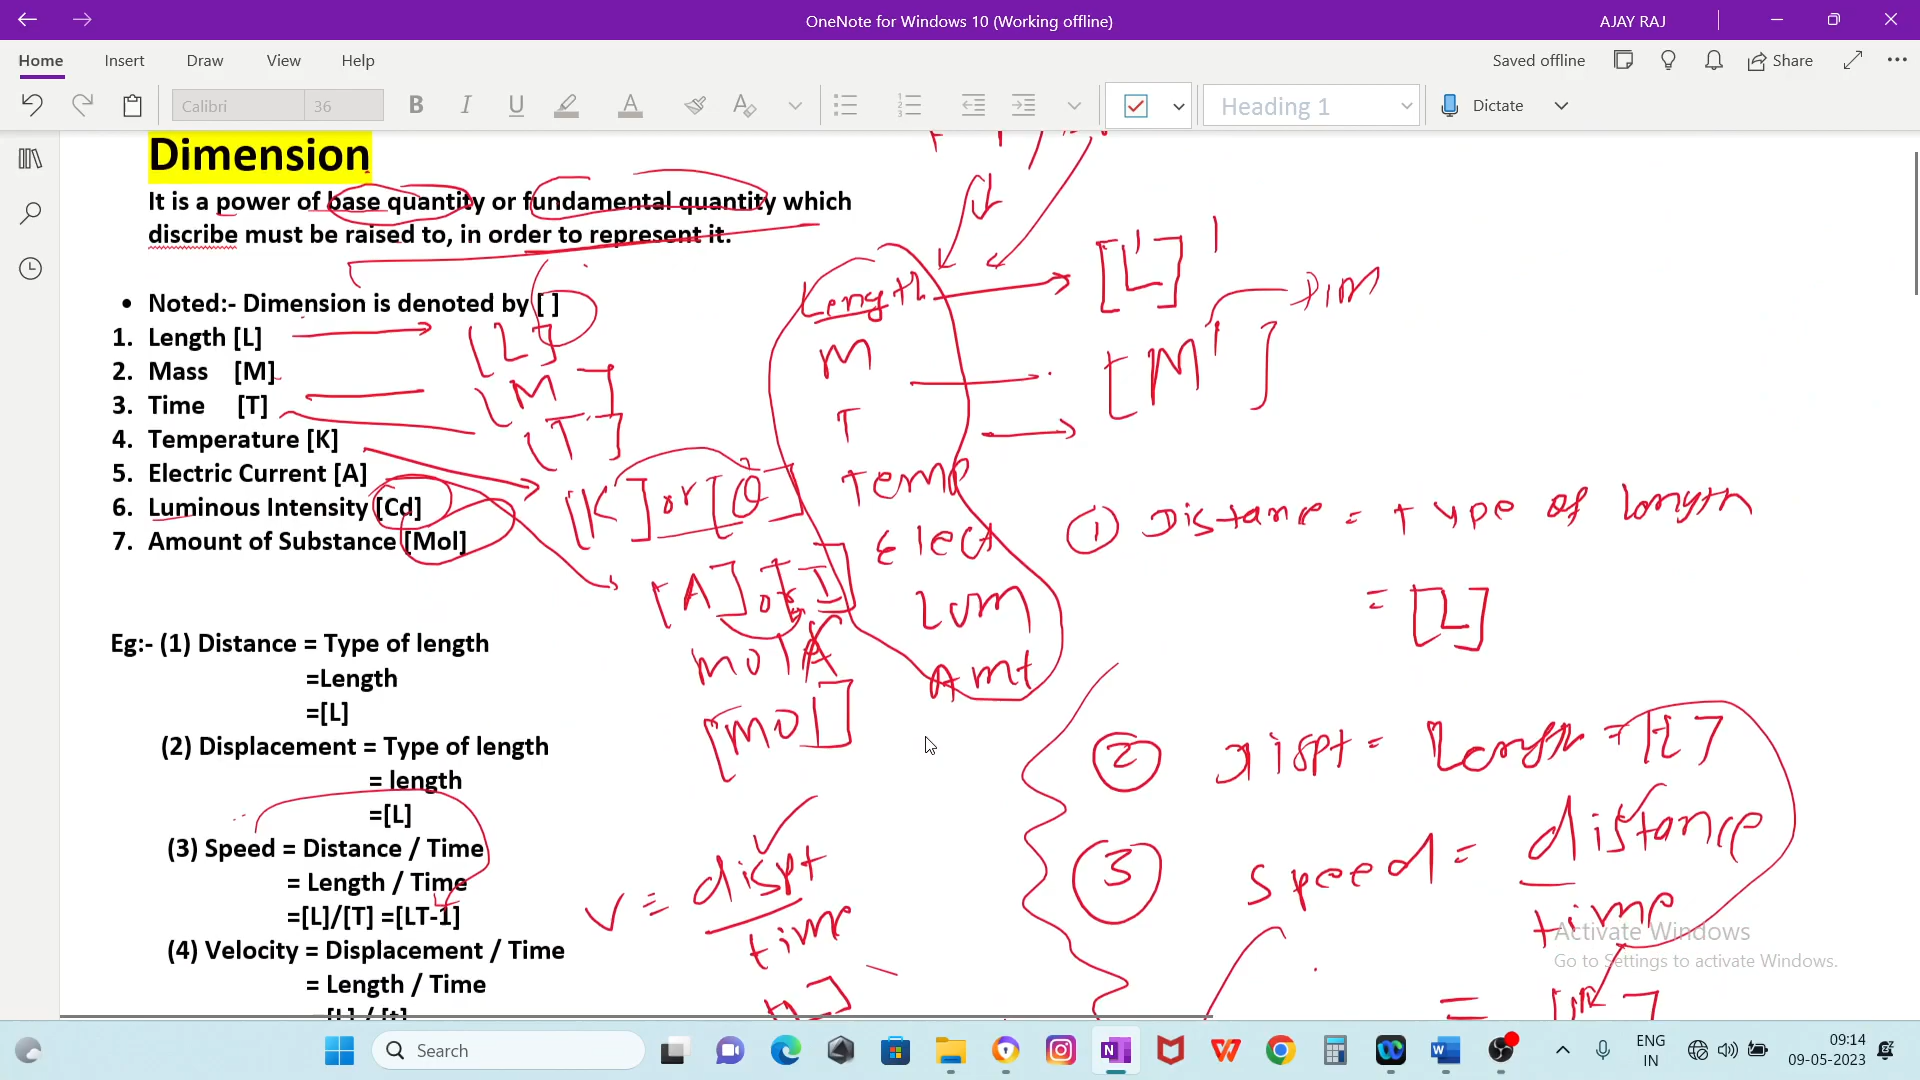 OneNote for Windows 10 (Working offline)
AJAY RAJ
Home Insert Draw View Help
Saved offline
Share
Calibri 36 B I U A
Heading 1
Dictate
Dimension
It is a power of base quantity or fundamental quantity which
discribe must be raised to, in order to represent it.
• Noted:- Dimension is denoted by [ ]
1. Length [L]
2. Mass [M]
3. Time [T]
4. Temperature [K]
5. Electric Current [A]
6. Luminous Intensity [Cd]
7. Amount of Substance [Mol]
Eg:- (1) Distance = Type of length
=Length
=[L]
(2) Displacement = Type of length
= length
=[L]
(3) Speed = Distance / Time
= Length / Time
=[L]/[T] =[LT-1]
(4) Velocity = Displacement / Time
= Length / Time
= [L] / [t]
[L]
[M]
[T]
[K] or [θ]
[A] or [I]
[mol]
Length
M
T
Temp
Elect
Lum
Amt
[L]
[M¹]
Dim
① Distance = type of length
= [L]
② Dispt = Length = [L]
③ Speed = distance
time
v = dispt
time
Activate Windows
Go to Settings to activate Windows.
Search
ENG
IN
09:14
09-05-2023